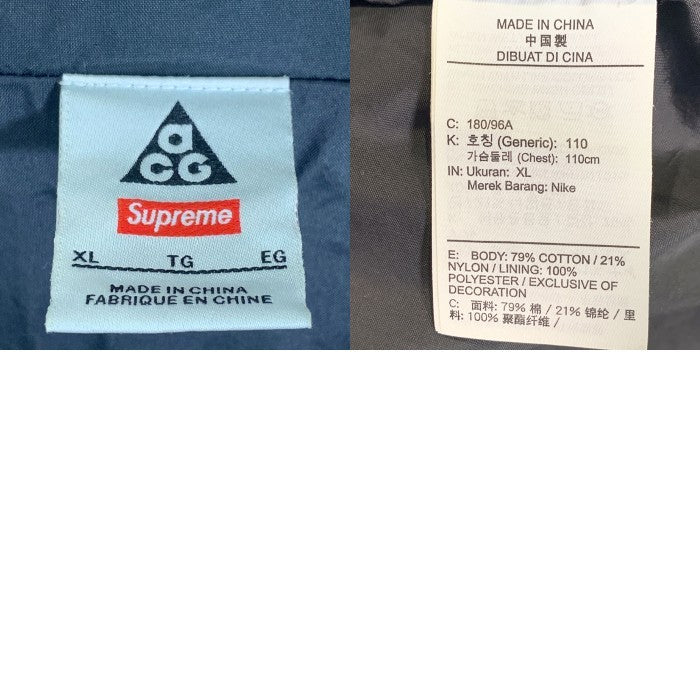 a
CG
Supreme
XL TG EG
MADE IN CHINA
FABRIQUE EN CHINE
MADE IN CHINA
中国製
DIBUAT DI CINA
C: 180/96A
K: 호칭 (Generic): 110
가슴둘레 (Chest): 110cm
IN: Ukuran: XL
Merek Barang: Nike
E: BODY: 79% COTTON / 21%
NYLON / LINING: 100%
POLYESTER / EXCLUSIVE OF
DECORATION
C: 面料: 79% 棉 / 21% 锦纶 / 里
料: 100% 聚酯纤维 /